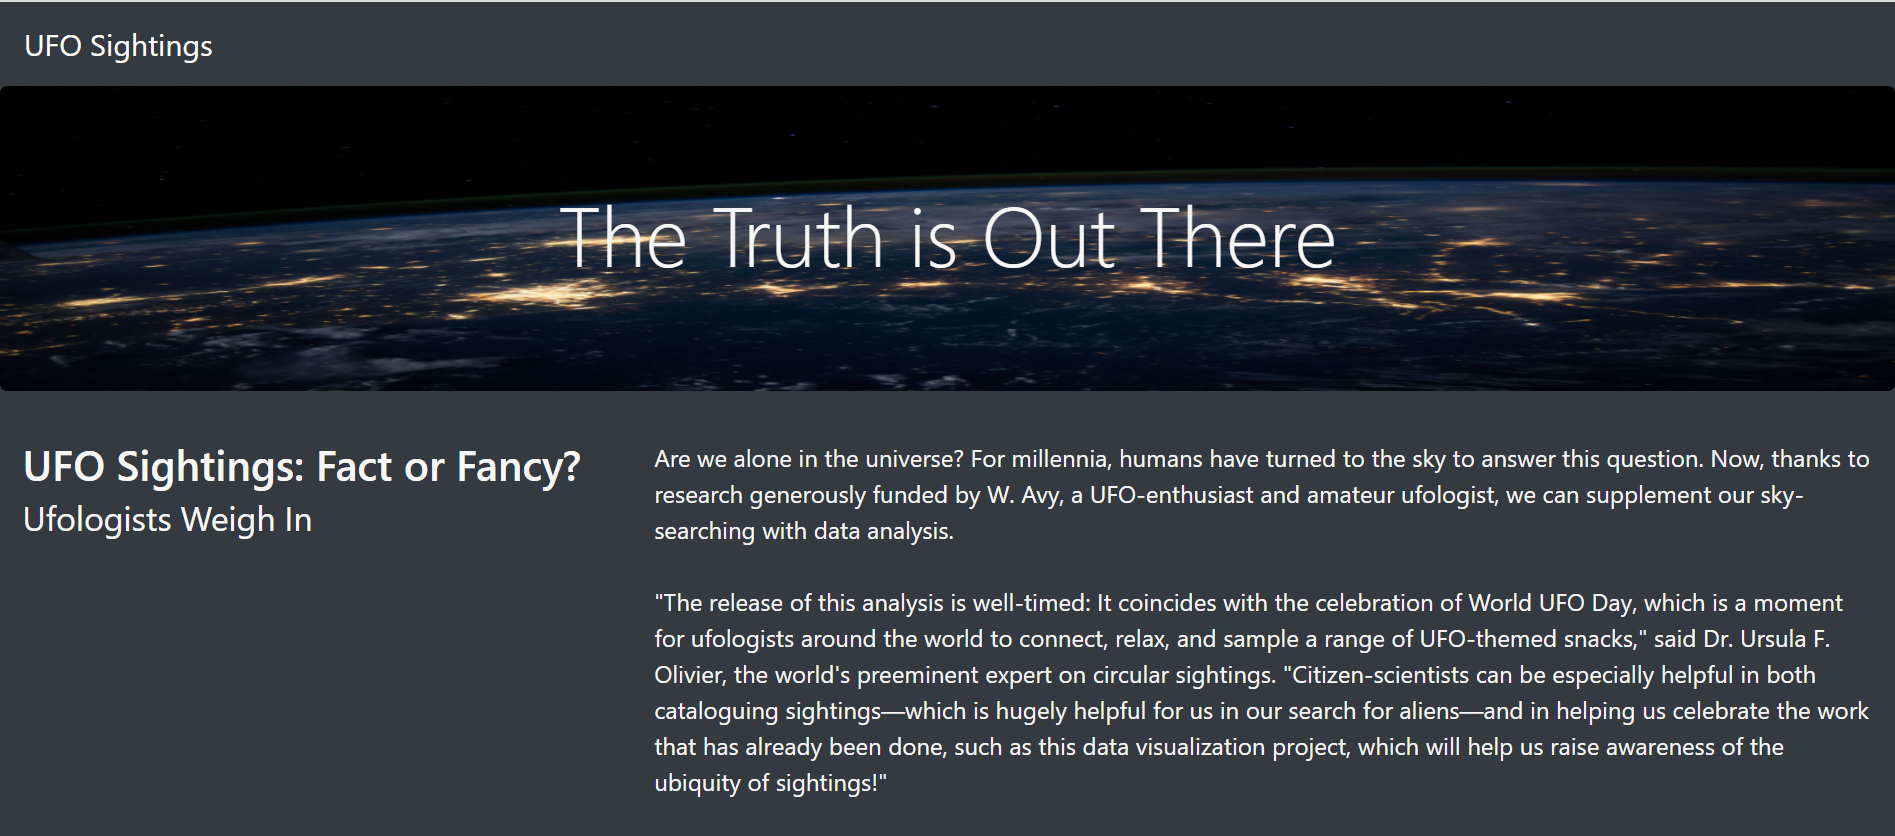 UFO Sightings
The Truth is Out There
UFO Sightings: Fact or Fancy?
Ufologists Weigh In
Are we alone in the universe? For millennia, humans have turned to the sky to answer this question. Now, thanks to
research generously funded by W. Avy, a UFO-enthusiast and amateur ufologist, we can supplement our sky-
searching with data analysis.
"The release of this analysis is well-timed: It coincides with the celebration of World UFO Day, which is a moment
for ufologists around the world to connect, relax, and sample a range of UFO-themed snacks," said Dr. Ursula F.
Olivier, the world's preeminent expert on circular sightings. "Citizen-scientists can be especially helpful in both
cataloguing sightings—which is hugely helpful for us in our search for aliens—and in helping us celebrate the work
that has already been done, such as this data visualization project, which will help us raise awareness of the
ubiquity of sightings!"